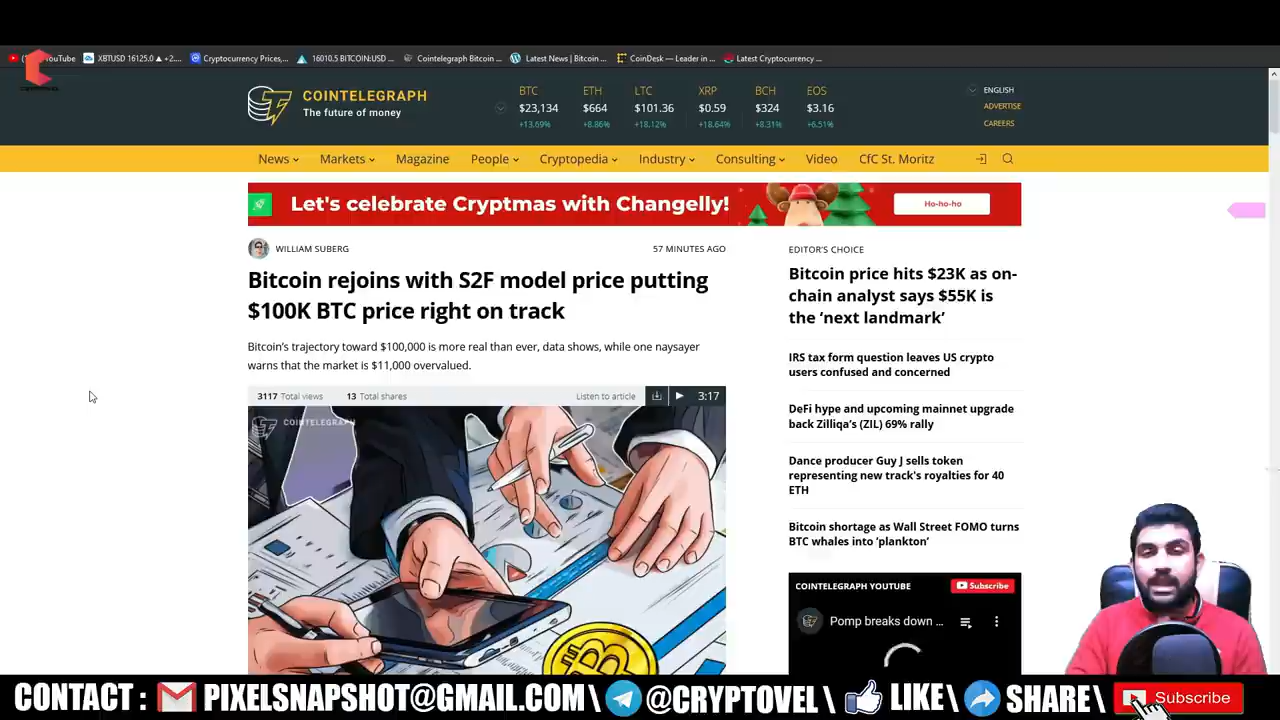 YouTube
XBTUSD 16125.0 ▲ +2....
Cryptocurrency Prices,...
16010.5 BITCOIN:USD ...
Cointelegraph Bitcoin ...
Latest News | Bitcoin ...
CoinDesk — Leader in ...
Latest Cryptocurrency ...
COINTELEGRAPH
The future of money
BTC ETH LTC XRP BCH EOS
$23,134 $664 $101.36 $0.59 $324 $3.16
+13.69% +8.86% +18.12% +18.64% +8.31% +6.51%
ENGLISH
ADVERTISE
CAREERS
News Markets Magazine People Cryptopedia Industry Consulting Video CfC St. Moritz
Let's celebrate Cryptmas with Changelly!
Ho-ho-ho
WILLIAM SUBERG
57 MINUTES AGO
Bitcoin rejoins with S2F model price putting
$100K BTC price right on track
Bitcoin's trajectory toward $100,000 is more real than ever, data shows, while one naysayer
warns that the market is $11,000 overvalued.
3117 Total views 13 Total shares Listen to article 3:17
COINTELEGRAPH
EDITOR'S CHOICE
Bitcoin price hits $23K as on-
chain analyst says $55K is
the ‘next landmark’
IRS tax form question leaves US crypto
users confused and concerned
DeFi hype and upcoming mainnet upgrade
back Zilliqa's (ZIL) 69% rally
Dance producer Guy J sells token
representing new track's royalties for 40
ETH
Bitcoin shortage as Wall Street FOMO turns
BTC whales into ‘plankton’
COINTELEGRAPH YOUTUBE
Subscribe
Pomp breaks down ...
CONTACT : PIXELSNAPSHOT@GMAIL.COM \ @CRYPTOVEL \ LIKE\ SHARE\ Subscribe